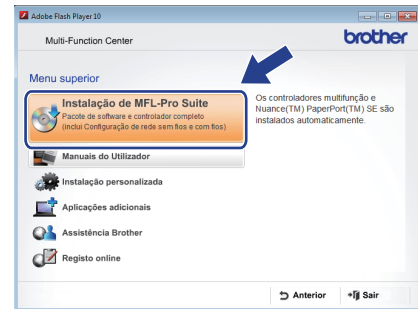 Adobe Flash Player 10
Multi-Function Center
brother
Menu superior
Instalação de MFL-Pro Suite
Pacote de software e controlador completo
(inclui Configuração de rede sem fios e com fios)
Os controladores multifunção e
Nuance(TM) PaperPort(TM) SE são
instalados automaticamente.
Manuais do Utilizador
Instalação personalizada
Aplicações adicionais
Assistência Brother
Registo online
Anterior
Sair